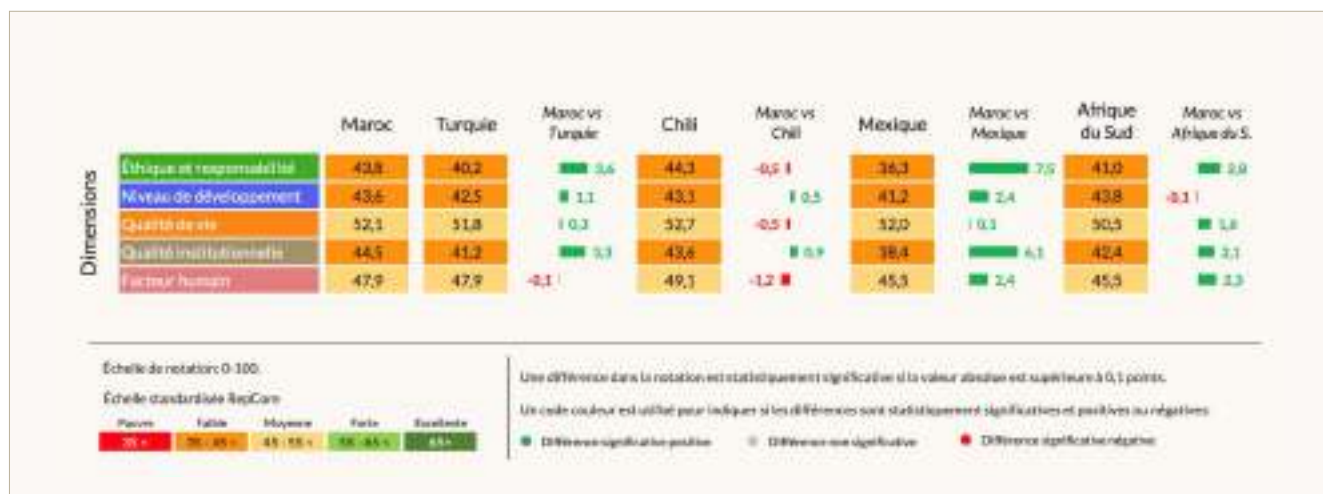 Maroc Turquie Maroc vs Turquie Chili Maroc vs Chili Mexique Maroc vs Mexique Afrique du Sud Maroc vs Afrique du S.
Dimensions
Éthique et responsabilité 43,8 40,2 3,6 44,3 -0,5 36,3 7,5 41,0 2,8
Niveau de développement 43,6 42,5 1,1 43,1 0,5 41,2 2,4 43,8 -0,1
Qualité de vie 52,1 51,8 0,3 52,7 -0,5 52,0 0,1 50,5 1,6
Qualité institutionnelle 44,5 41,2 3,3 43,6 0,9 38,4 6,1 42,4 2,1
Facteur humain 47,9 47,9 -0,1 49,1 -1,2 45,5 2,4 45,5 2,3
Échelle de notation: 0-100.
Échelle standardisée RepCore
Pauvre Faible Moyenne Forte Excellente
35 < 35 - 45 < 45 - 55 < 55 - 65 < 65+
Une différence dans la notation est statistiquement significative si la valeur absolue est supérieure à 0,1 points.
Un code couleur est utilisé pour indiquer si les différences sont statistiquement significatives et positives ou négatives
Différence significative positive Différence non significative Différence significative négative